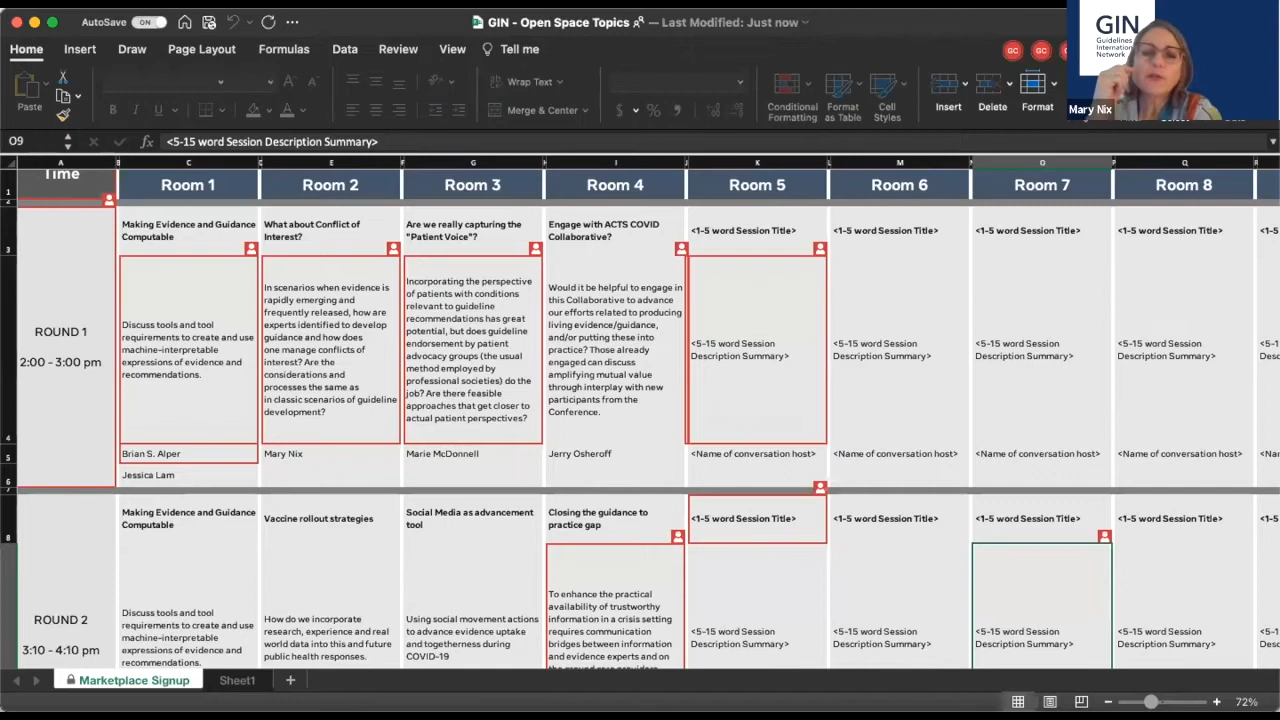 AutoSave ON GIN - Open Space Topics — Last Modified: Just now
Home Insert Draw Page Layout Formulas Data Review View Tell me
GC GC
GIN
Guidelines
International
Network
Mary Nix
Paste
Wrap Text
Merge & Center
Conditional
Formatting
Format
as Table
Cell
Styles
Insert Delete Format
O9 fx <5-15 word Session Description Summary>
A C E G I K M O Q
Time Room 1 Room 2 Room 3 Room 4 Room 5 Room 6 Room 7 Room 8
ROUND 1
2:00 - 3:00 pm
Making Evidence and Guidance
Computable
What about Conflict of
Interest?
Are we really capturing the
"Patient Voice"?
Engage with ACTS COVID
Collaborative?
<1-5 word Session Title>
<1-5 word Session Title>
<1-5 word Session Title>
<1-5 word Session Title>
Discuss tools and tool
requirements to create and use
machine-interpretable
expressions of evidence and
recommendations.
In scenarios when evidence is
rapidly emerging and
frequently released, how are
experts identified to develop
guidance and how does
one manage conflicts of
interest? Are the
considerations and
processes the same as
in classic scenarios of guideline
development?
Incorporating the perspective
of patients with conditions
relevant to guideline
recommendations has great
potential, but does guideline
endorsement by patient
advocacy groups (the usual
method employed by
professional societies) do the
job? Are there feasible
approaches that get closer to
actual patient perspectives?
Would it be helpful to engage in
this Collaborative to advance
our efforts related to producing
living evidence/guidance,
and/or putting these into
practice? Those already
engaged can discuss
amplifying mutual value
through interplay with new
participants from the
Conference.
<5-15 word Session
Description Summary>
<5-15 word Session
Description Summary>
<5-15 word Session
Description Summary>
<5-15 word Session
Description Summary>
Brian S. Alper
Mary Nix
Marie McDonnell
Jerry Osheroff
<Name of conversation host>
<Name of conversation host>
<Name of conversation host>
<Name of conversation host>
Jessica Lam
ROUND 2
3:10 - 4:10 pm
Making Evidence and Guidance
Computable
Vaccine rollout strategies
Social Media as advancement
tool
Closing the guidance to
practice gap
<1-5 word Session Title>
<1-5 word Session Title>
<1-5 word Session Title>
<1-5 word Session Title>
Discuss tools and tool
requirements to create and use
machine-interpretable
expressions of evidence and
recommendations.
How do we incorporate
research, experience and real
world data into this and future
public health responses.
Using social movement actions
to advance evidence uptake
and togetherness during
COVID-19
To enhance the practical
availability of trustworthy
information in a crisis setting
requires communication
bridges between information
and evidence experts and on
<5-15 word Session
Description Summary>
<5-15 word Session
Description Summary>
<5-15 word Session
Description Summary>
<5-15 word Session
Description Summary>
Marketplace Signup Sheet1
72%